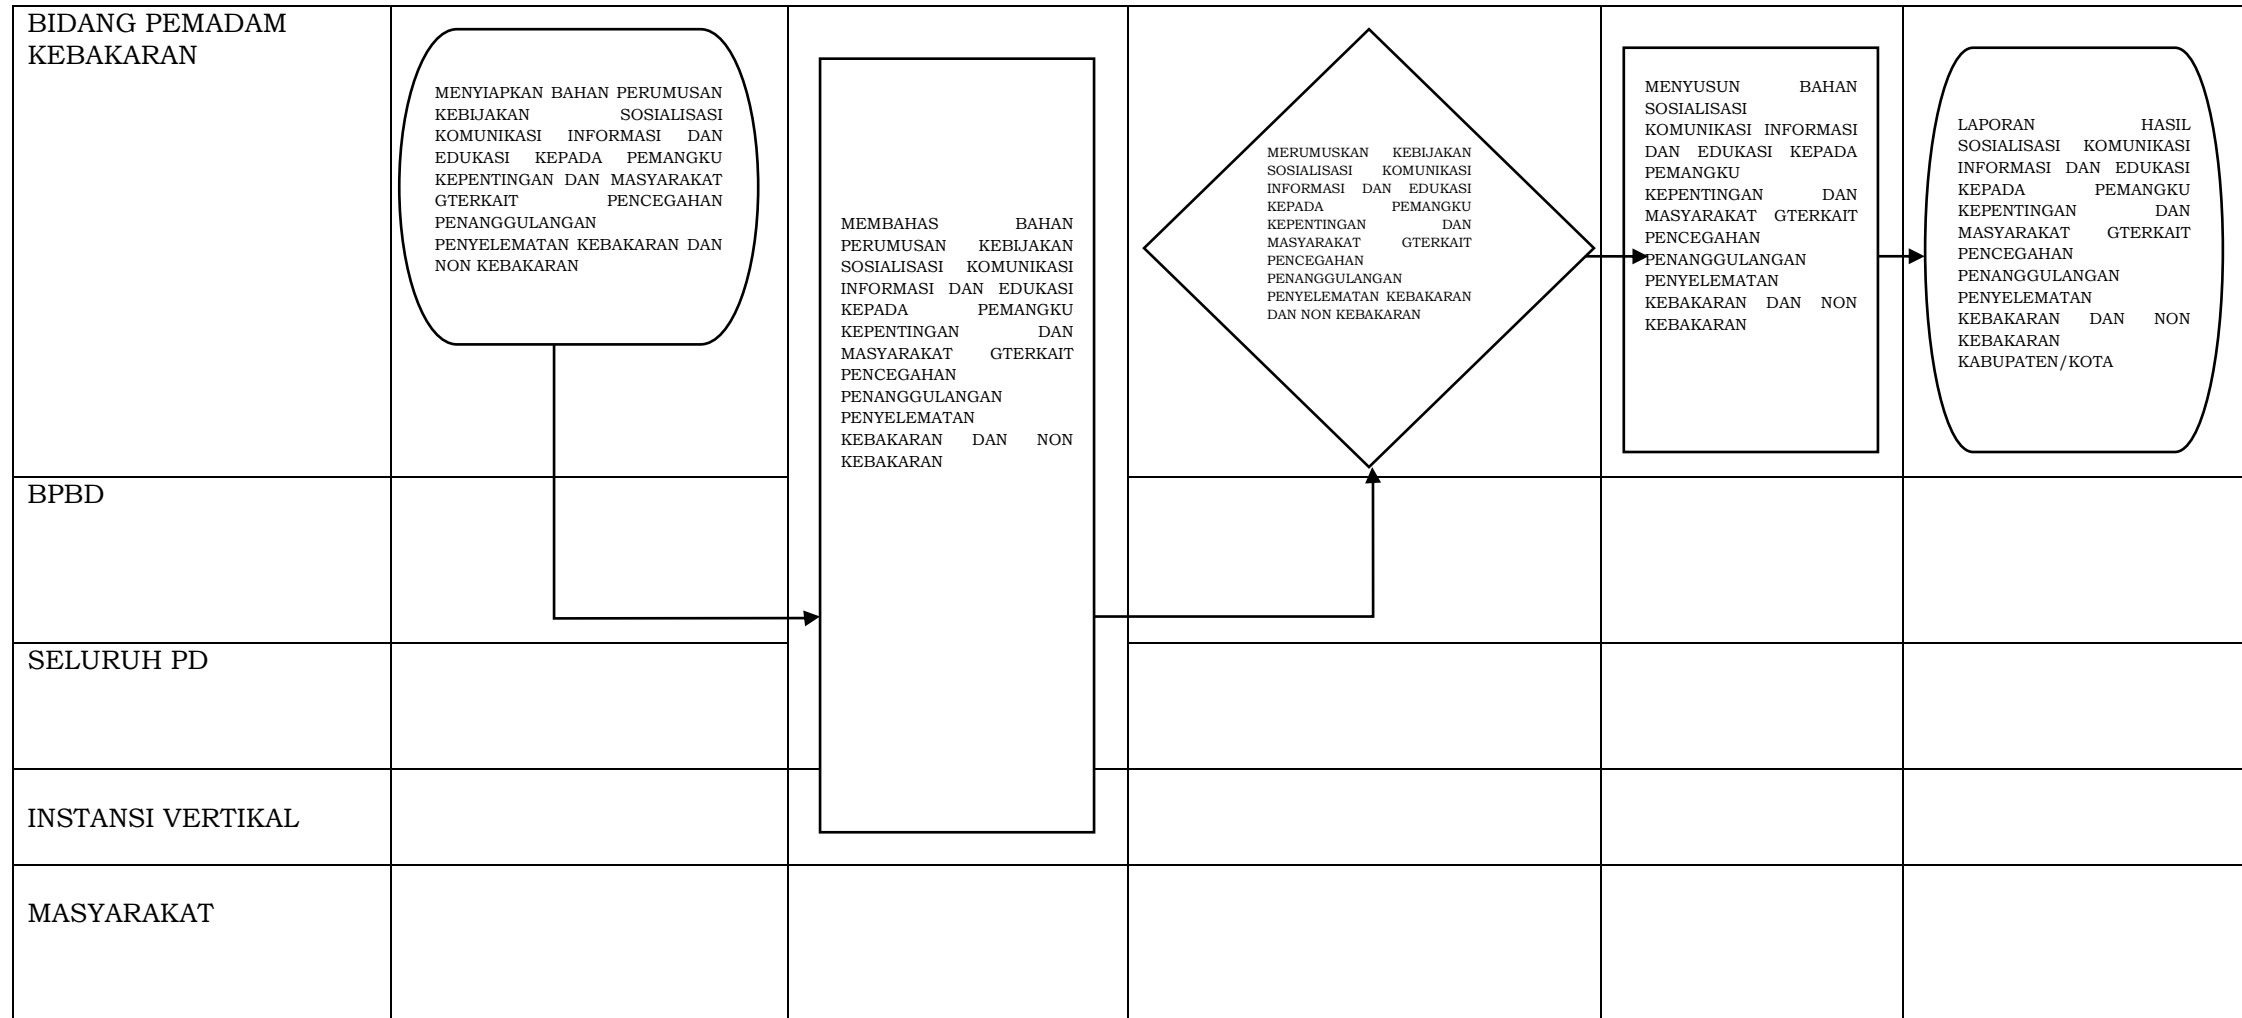 BIDANG PEMADAM
KEBAKARAN
MENYIAPKAN BAHAN PERUMUSAN
KEBIJAKAN SOSIALISASI
KOMUNIKASI INFORMASI DAN
EDUKASI KEPADA PEMANGKU
KEPENTINGAN DAN MASYARAKAT
GTERKAIT PENCEGAHAN
PENANGGULANGAN
PENYELEMATAN KEBAKARAN DAN
NON KEBAKARAN
MEMBAHAS BAHAN
PERUMUSAN KEBIJAKAN
SOSIALISASI KOMUNIKASI
INFORMASI DAN EDUKASI
KEPADA PEMANGKU
KEPENTINGAN DAN
MASYARAKAT GTERKAIT
PENCEGAHAN
PENANGGULANGAN
PENYELEMATAN
KEBAKARAN DAN NON
KEBAKARAN
MERUMUSKAN KEBIJAKAN
SOSIALISASI KOMUNIKASI
INFORMASI DAN EDUKASI
KEPADA PEMANGKU
KEPENTINGAN DAN
MASYARAKAT GTERKAIT
PENCEGAHAN
PENANGGULANGAN
PENYELEMATAN KEBAKARAN
DAN NON KEBAKARAN
MENYUSUN BAHAN
SOSIALISASI
KOMUNIKASI INFORMASI
DAN EDUKASI KEPADA
PEMANGKU
KEPENTINGAN DAN
MASYARAKAT GTERKAIT
PENCEGAHAN
PENANGGULANGAN
PENYELEMATAN
KEBAKARAN DAN NON
KEBAKARAN
LAPORAN HASIL
SOSIALISASI KOMUNIKASI
INFORMASI DAN EDUKASI
KEPADA PEMANGKU
KEPENTINGAN DAN
MASYARAKAT GTERKAIT
PENCEGAHAN
PENANGGULANGAN
PENYELEMATAN
KEBAKARAN DAN NON
KEBAKARAN
KABUPATEN/KOTA
BPBD
SELURUH PD
INSTANSI VERTIKAL
MASYARAKAT